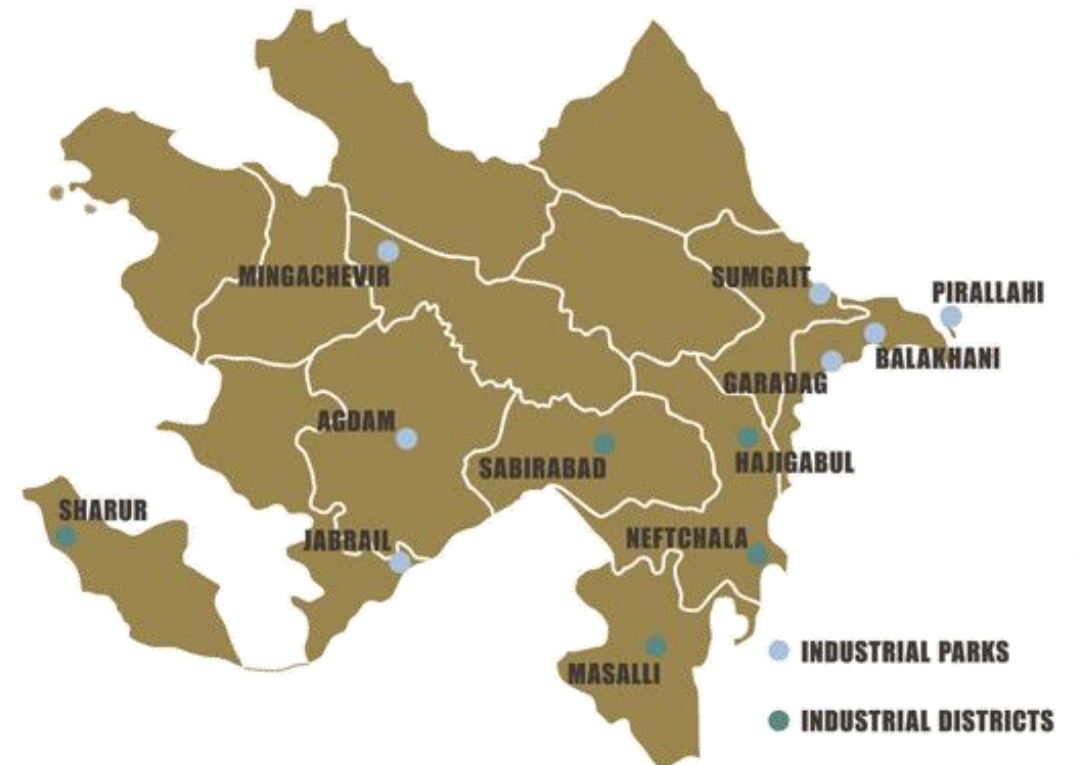 MINGACHEVIR
SUMGAIT
PIRALLAHI
BALAKHANI
GARADAG
AGDAM
SABIRABAD
HAJIGABUL
SHARUR
JABRAIL
NEFTCHALA
MASALLI
INDUSTRIAL PARKS
INDUSTRIAL DISTRICTS